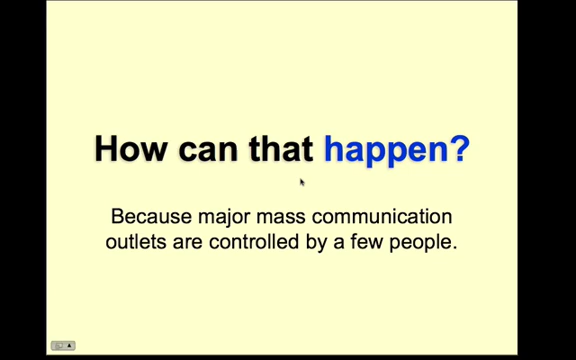 How can that happen?
Because major mass communication
outlets are controlled by a few people.